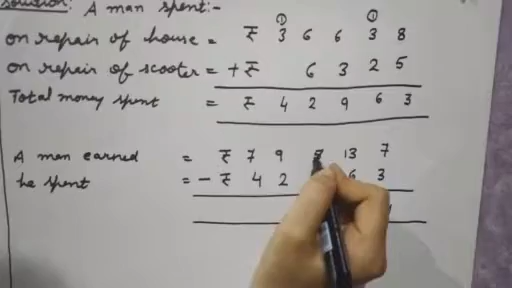 Solution: A man spent:-
on repair of house = ₹ 3 6 6 3 8
on repair of scooter = +₹ 6 3 2 5
Total money spent = ₹ 4 2 9 6 3
A man earned = ₹ 7 9 13 7
he spent = -₹ 4 2 6 3